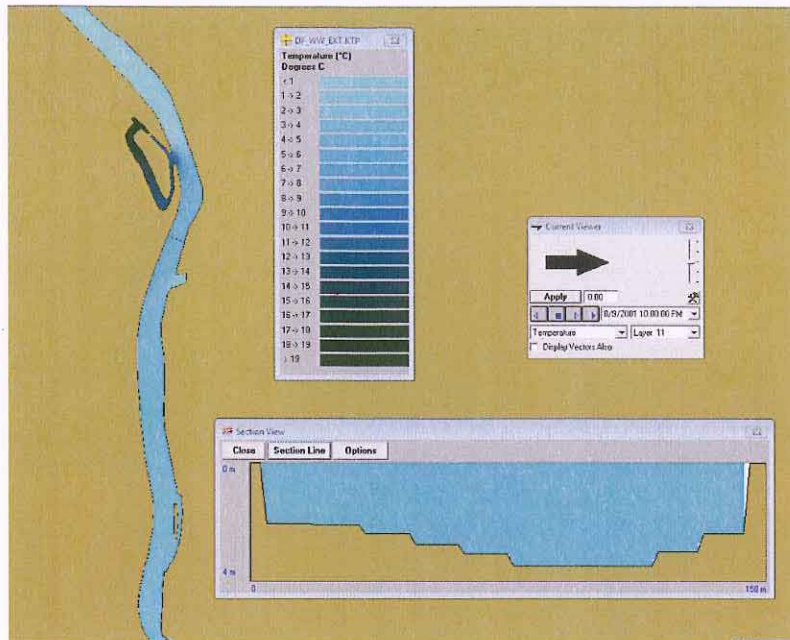 DF_WW_EXT.KTP
Temperature (°C)
Degrees C
< 1
1 -> 2
2 -> 3
3 -> 4
4 -> 5
5 -> 6
6 -> 7
7 -> 8
8 -> 9
9 -> 10
10 -> 11
11 -> 12
12 -> 13
13 -> 14
14 -> 15
15 -> 16
16 -> 17
17 -> 18
18 -> 19
> 19
Current Viewer
Apply 0.00
8/9/2001 10:00:00 PM
Temperature Layer 11
Display Vectors Also
Section View
Close Section Line Options
0 m
4 m
0 150 m